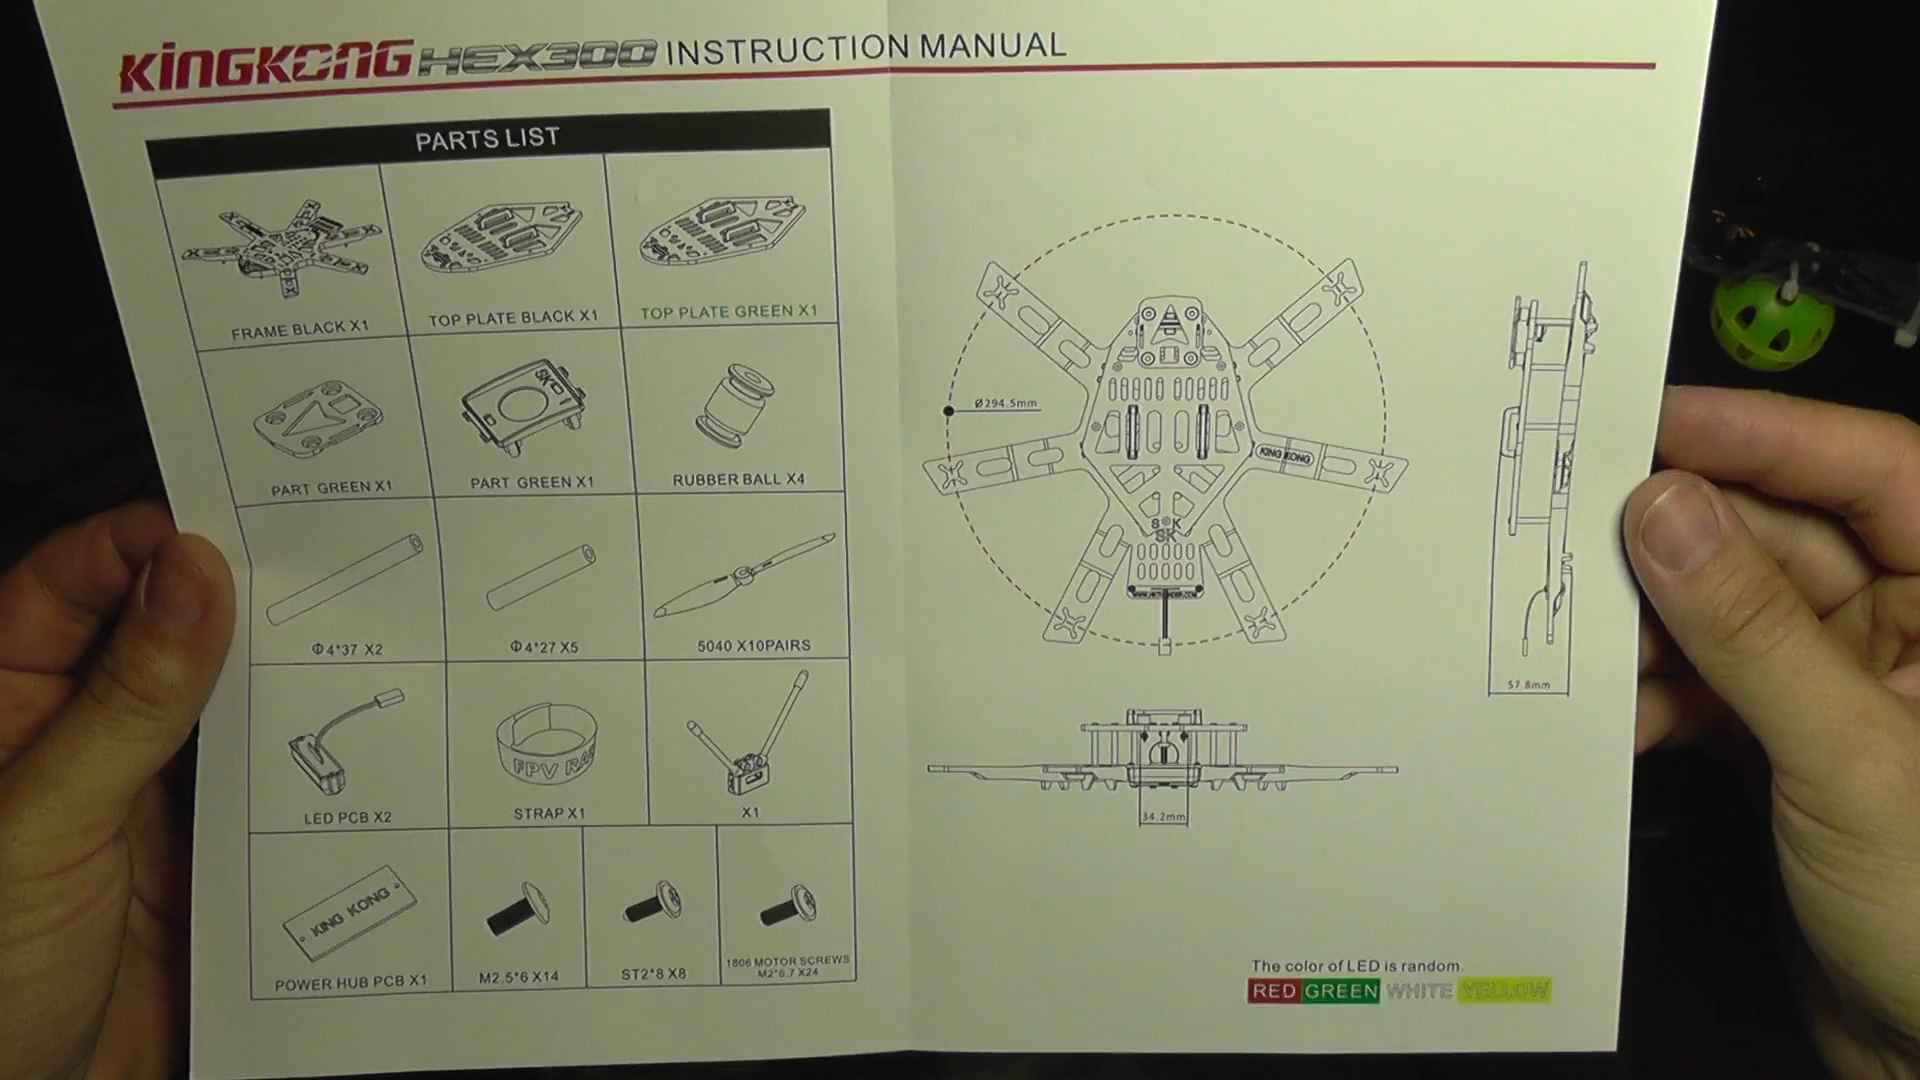 KINGKONG HEX300 INSTRUCTION MANUAL
PARTS LIST
FRAME BLACK X1
TOP PLATE BLACK X1
TOP PLATE GREEN X1
PART GREEN X1
SK
PART GREEN X1
RUBBER BALL X4
Φ4*37 X2
Φ4*27 X5
5040 X10PAIRS
LED PCB X2
FPV RAC
STRAP X1
X1
KING KONG
POWER HUB PCB X1
M2.5*6 X14
ST2*8 X8
1806 MOTOR SCREWS
M2*6.7 X24
Ø294.5mm
KING KONG
S K
SK
57.8mm
34.2mm
The color of LED is random.
RED GREEN WHITE YELLOW